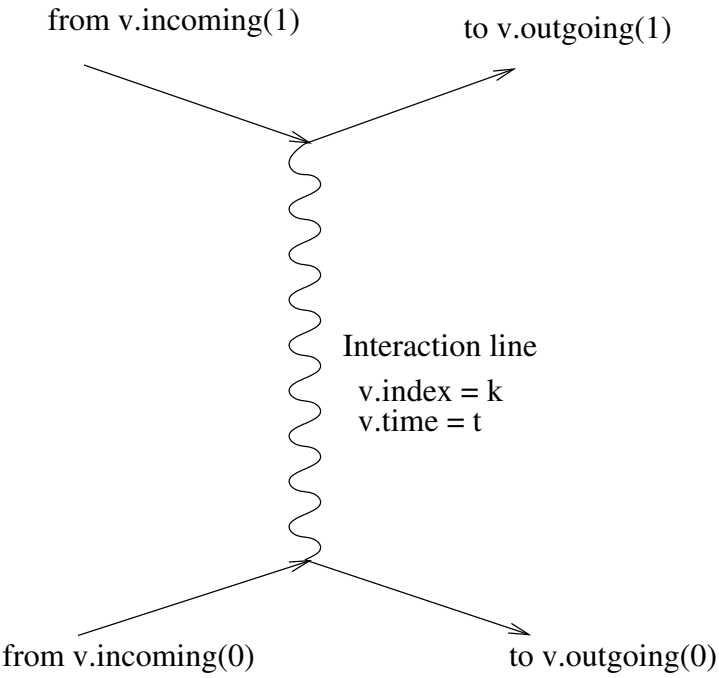 from v.incoming(1)
to v.outgoing(1)
Interaction line
v.index = k
v.time = t
from v.incoming(0)
to v.outgoing(0)